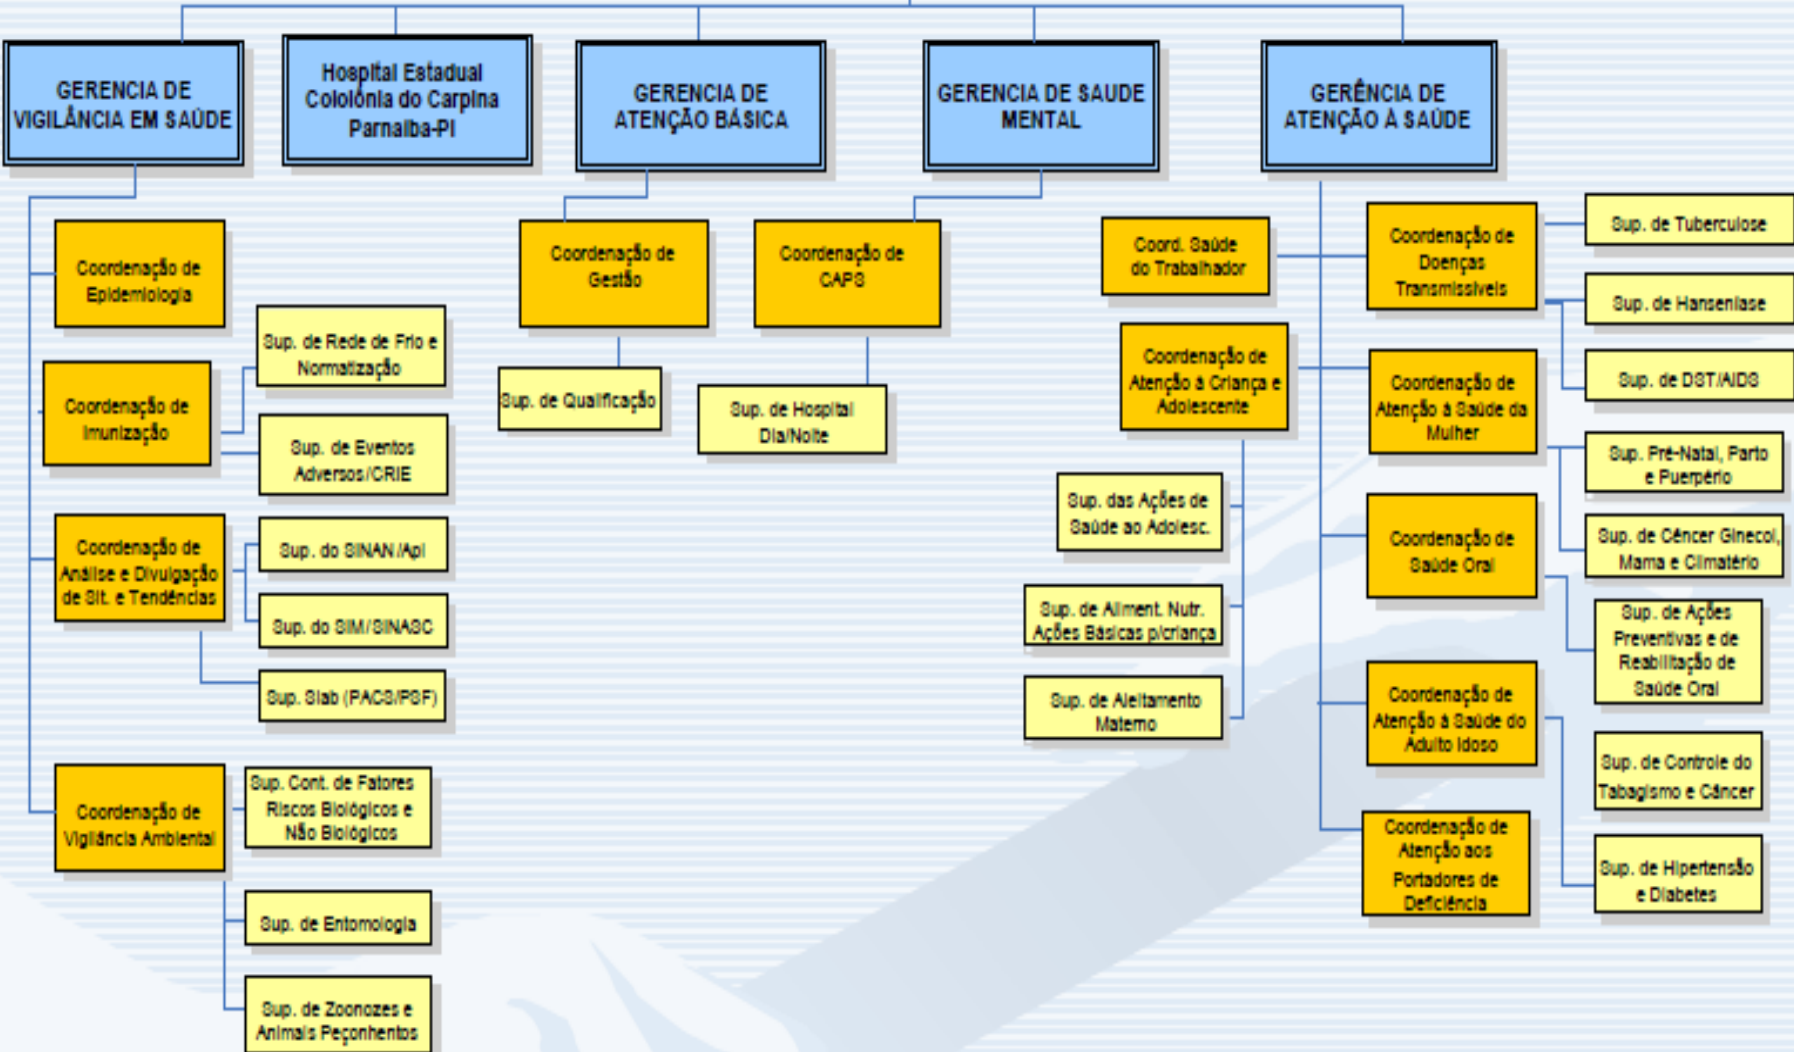 GERENCIA DE
VIGILÂNCIA EM SAÚDE
Hospital Estadual
Cololônia do Carpina
Parnaíba-PI
GERENCIA DE
ATENÇÃO BÁSICA
GERENCIA DE SAUDE
MENTAL
GERÊNCIA DE
ATENÇÃO À SAÚDE
Coordenação de
Epidemiologia
Coordenação de
Imunização
Sup. de Rede de Frio e
Normatização
Sup. de Eventos
Adversos/CRIE
Coordenação de
Análise e Divulgação
de Sit. e Tendências
Sup. do SINAN/Api
Sup. do SIM/SINASC
Sup. Siab (PACS/PSF)
Coordenação de
Vigilância Ambiental
Sup. Cont. de Fatores
Riscos Biológicos e
Não Biológicos
Sup. de Entomologia
Sup. de Zoonozes e
Animais Peçonhentos
Coordenação de
Gestão
Sup. de Qualificação
Coordenação de
CAPS
Sup. de Hospital
Dia/Noite
Coord. Saúde
do Trabalhador
Coordenação de
Atenção à Criança e
Adolescente
Sup. das Ações de
Saúde ao Adolesc.
Sup. de Aliment. Nutr.
Ações Básicas p/criança
Sup. de Aleitamento
Materno
Coordenação de
Doenças
Transmissíveis
Sup. de Tuberculose
Sup. de Hanseníase
Sup. de DST/AIDS
Coordenação de
Atenção à Saúde da
Mulher
Sup. Pré-Natal, Parto
e Puerpério
Sup. de Cêncer Ginecol,
Mama e Climatério
Coordenação de
Saúde Oral
Sup. de Ações
Preventivas e de
Reabilitação de
Saúde Oral
Coordenação de
Atenção à Saúde do
Adulto Idoso
Sup. de Controle do
Tabagismo e Câncer
Sup. de Hipertensão
e Diabetes
Coordenação de
Atenção aos
Portadores de
Deficiência